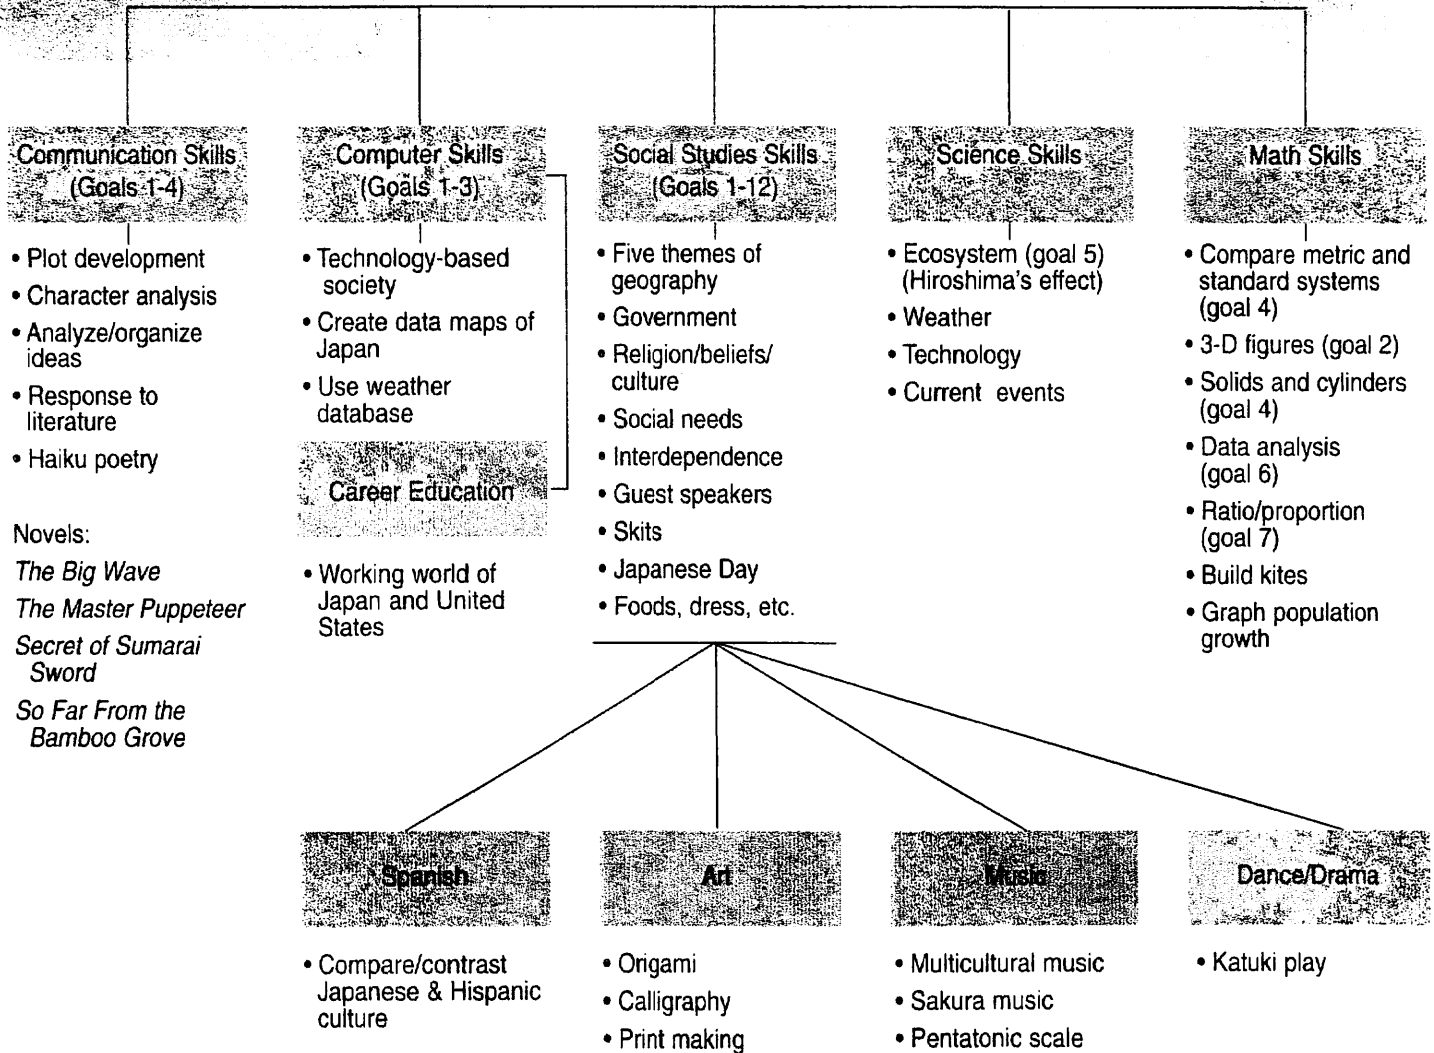 Communication Skills
(Goals 1-4)
• Plot development
• Character analysis
• Analyze/organize
ideas
• Response to
literature
• Haiku poetry
Novels:
The Big Wave
The Master Puppeteer
Secret of Sumarai
Sword
So Far From the
Bamboo Grove
Computer Skills
(Goals 1-3)
• Technology-based
society
• Create data maps of
Japan
• Use weather
database
Career Education
• Working world of
Japan and United
States
Social Studies Skills
(Goals 1-12)
• Five themes of
geography
• Government
• Religion/beliefs/
culture
• Social needs
• Interdependence
• Guest speakers
• Skits
• Japanese Day
• Foods, dress, etc.
Science Skills
• Ecosystem (goal 5)
(Hiroshima's effect)
• Weather
• Technology
• Current events
Math Skills
• Compare metric and
standard systems
(goal 4)
• 3-D figures (goal 2)
• Solids and cylinders
(goal 4)
• Data analysis
(goal 6)
• Ratio/proportion
(goal 7)
• Build kites
• Graph population
growth
Spanish
• Compare/contrast
Japanese & Hispanic
culture
Art
• Origami
• Calligraphy
• Print making
Music
• Multicultural music
• Sakura music
• Pentatonic scale
Dance/Drama
• Katuki play